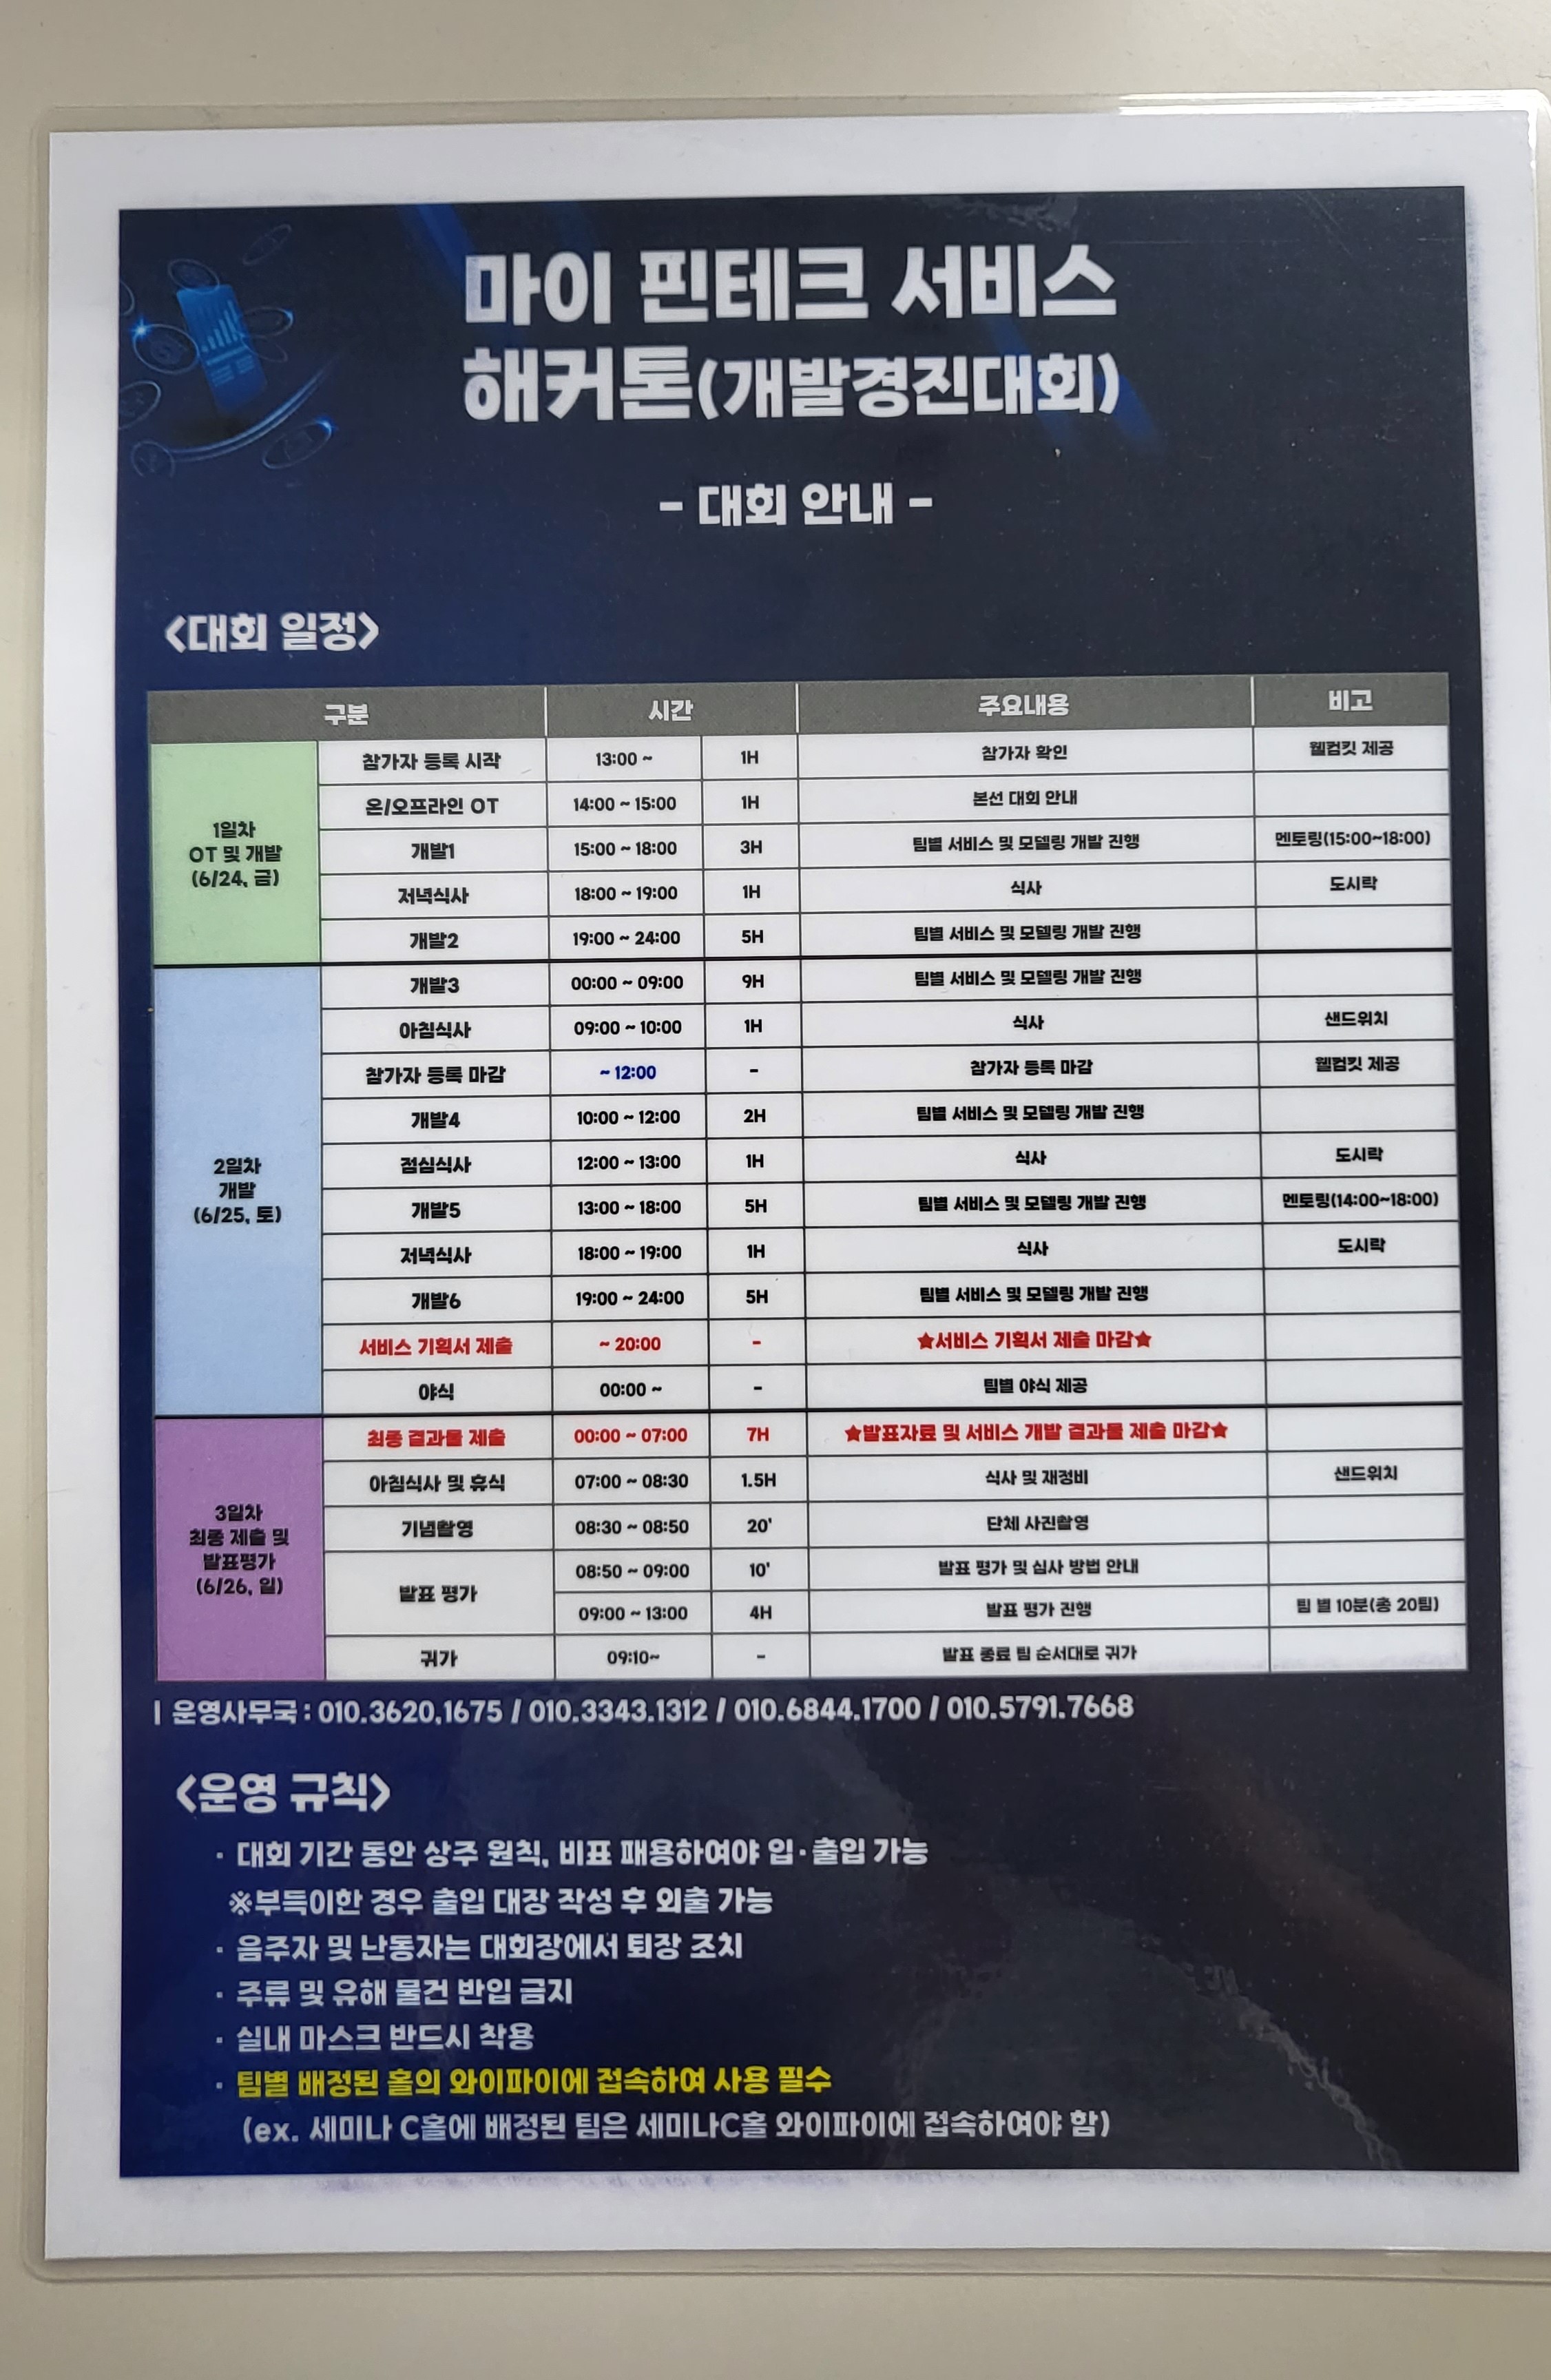 마이 핀테크 서비스
해커톤(개발경진대회)
- 대회 안내 -
<대회 일정>
구분 시간 주요내용 비고
1일차
OT 및 개발
(6/24, 금)
참가자 등록 시작 13:00 ~ 1H 참가자 확인 웰컴킷 제공
온/오프라인 OT 14:00 ~ 15:00 1H 본선 대회 안내
개발1 15:00 ~ 18:00 3H 팀별 서비스 및 모델링 개발 진행 멘토링(15:00~18:00)
저녁식사 18:00 ~ 19:00 1H 식사 도시락
개발2 19:00 ~ 24:00 5H 팀별 서비스 및 모델링 개발 진행
2일차
개발
(6/25, 토)
개발3 00:00 ~ 09:00 9H 팀별 서비스 및 모델링 개발 진행
아침식사 09:00 ~ 10:00 1H 식사 샌드위치
참가자 등록 마감 ~ 12:00 - 참가자 등록 마감 웰컴킷 제공
개발4 10:00 ~ 12:00 2H 팀별 서비스 및 모델링 개발 진행
점심식사 12:00 ~ 13:00 1H 식사 도시락
개발5 13:00 ~ 18:00 5H 팀별 서비스 및 모델링 개발 진행 멘토링(14:00~18:00)
저녁식사 18:00 ~ 19:00 1H 식사 도시락
개발6 19:00 ~ 24:00 5H 팀별 서비스 및 모델링 개발 진행
서비스 기획서 제출 ~ 20:00 - ★서비스 기획서 제출 마감★
야식 00:00 ~ - 팀별 야식 제공
3일차
최종 제출 및
발표평가
(6/26, 일)
최종 결과물 제출 00:00 ~ 07:00 7H ★발표자료 및 서비스 개발 결과물 제출 마감★
아침식사 및 휴식 07:00 ~ 08:30 1.5H 식사 및 재정비 샌드위치
기념촬영 08:30 ~ 08:50 20' 단체 사진촬영
발표 평가 08:50 ~ 09:00 10' 발표 평가 및 심사 방법 안내
09:00 ~ 13:00 4H 발표 평가 진행 팀 별 10분(총 20팀)
귀가 09:10~ - 발표 종료 팀 순서대로 귀가
| 운영사무국 : 010.3620,1675 / 010.3343.1312 / 010.6844.1700 / 010.5791.7668
<운영 규칙>
· 대회 기간 동안 상주 원칙, 비표 패용하여야 입·출입 가능
※부득이한 경우 출입 대장 작성 후 외출 가능
· 음주자 및 난동자는 대회장에서 퇴장 조치
· 주류 및 유해 물건 반입 금지
· 실내 마스크 반드시 착용
· 팀별 배정된 홀의 와이파이에 접속하여 사용 필수
(ex. 세미나 C홀에 배정된 팀은 세미나C홀 와이파이에 접속하여야 함)